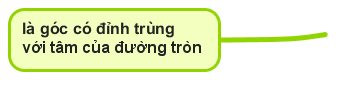 là góc có đỉnh trùng
với tâm của đường tròn